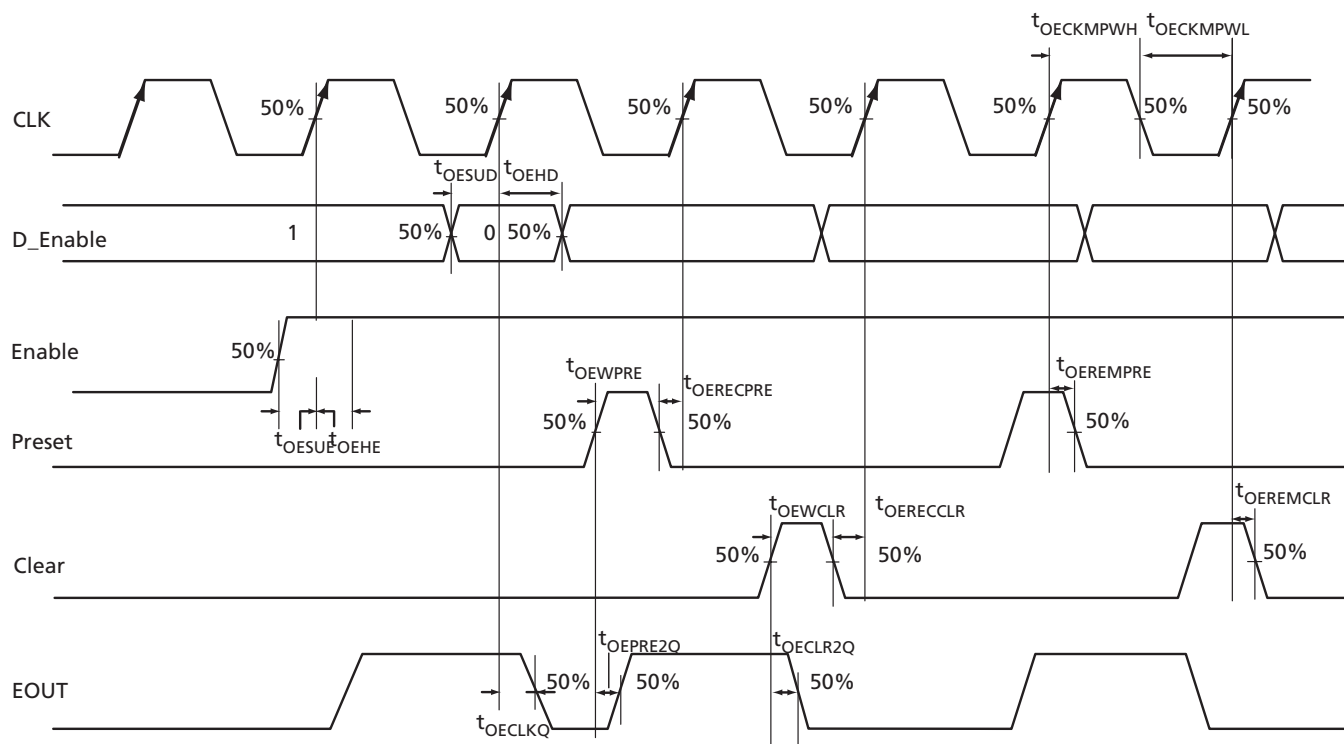 tOECKMPWH tOECKMPWL
CLK 50% 50% 50% 50% 50% 50% 50%
tOESUD tOEHD
D_Enable 1 50% 0 50%
Enable 50%
tOEWPRE tOERECPRE tOEREMPRE
Preset 50% 50% 50%
tOESUE tOEHE
tOEWCLR tOERECCLR tOEREMCLR
Clear 50% 50% 50%
tOEPRE2Q tOECLR2Q
EOUT 50% 50% 50%
tOECLKQ